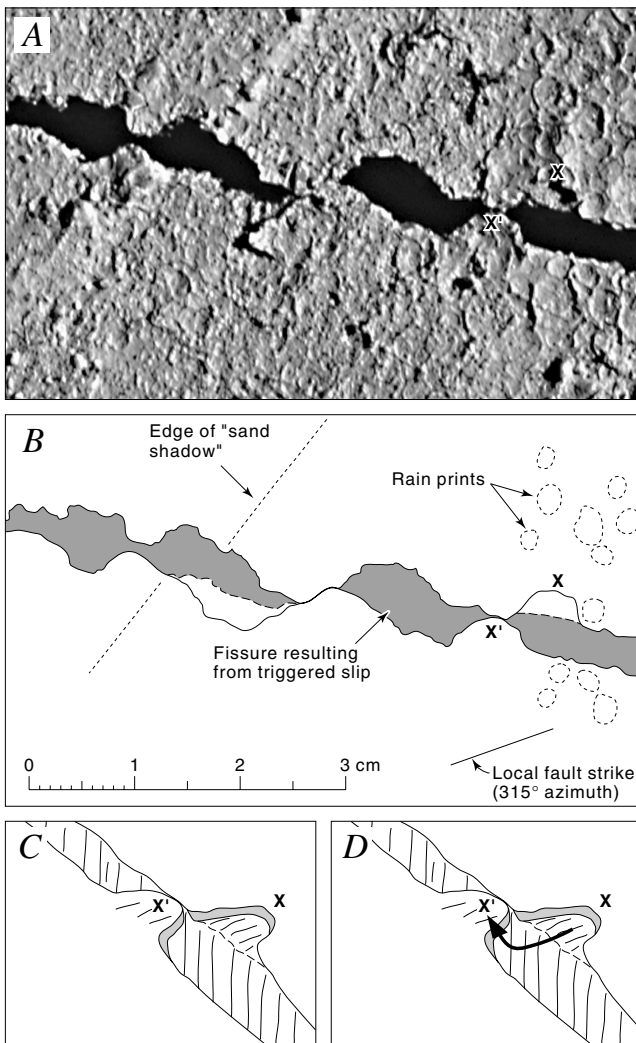 A
X
X'
B
Edge of "sand
shadow"
Rain prints
X
X'
Fissure resulting
from triggered slip
0 1 2 3 cm
Local fault strike
(315° azimuth)
C
X'
X
D
X'
X